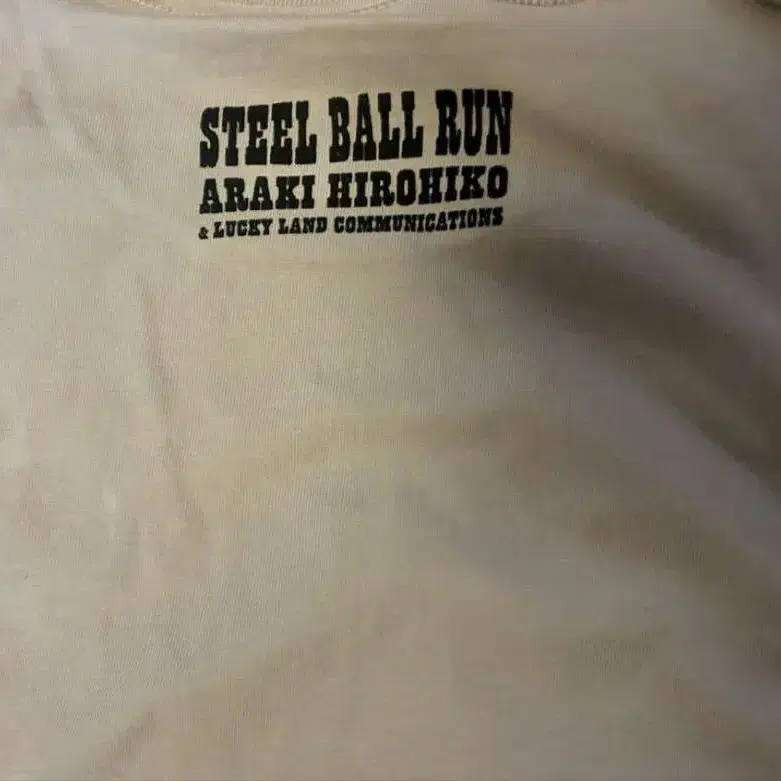 STEEL BALL RUN
ARAKI HIROHIKO
& LUCKY LAND COMMUNICATIONS